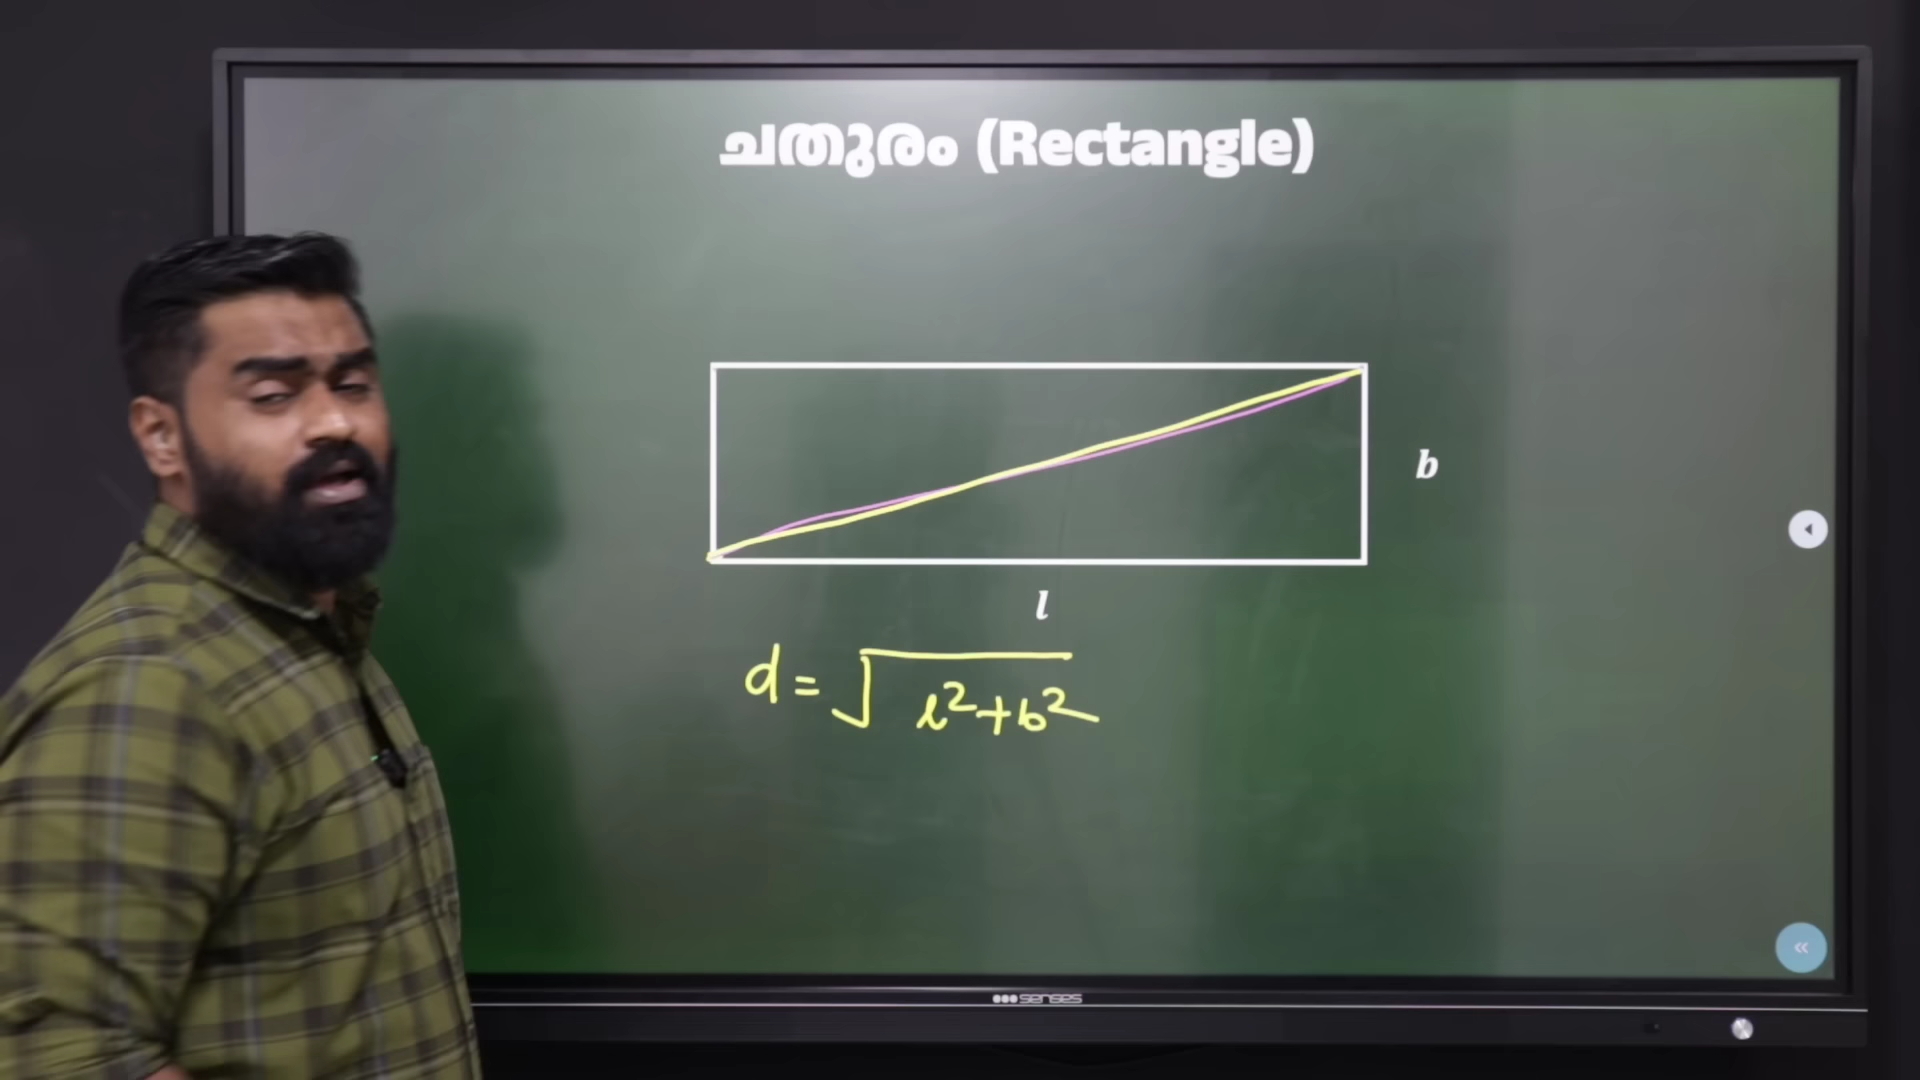 ചതുരം (Rectangle)
b
l
d = √l²+b²
senses